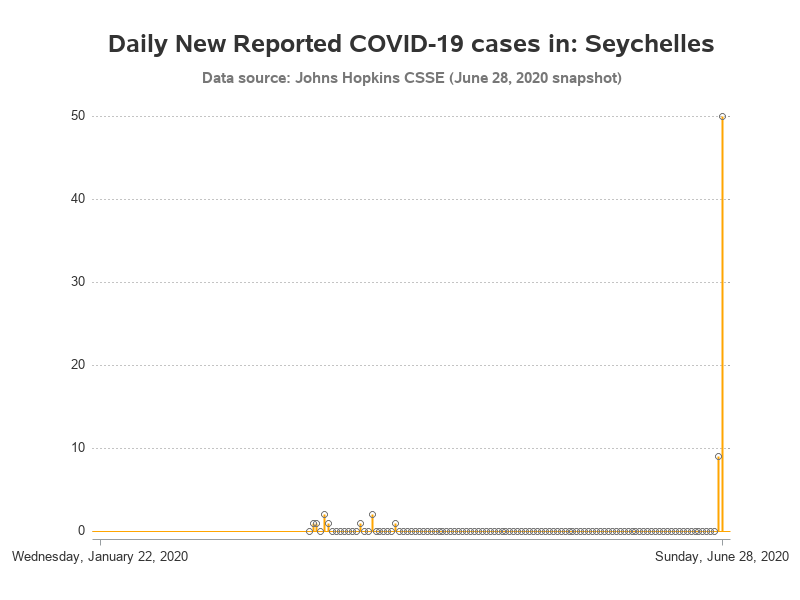 Daily New Reported COVID-19 cases in: Seychelles
Data source: Johns Hopkins CSSE (June 28, 2020 snapshot)
50
40
30
20
10
0
Wednesday, January 22, 2020
Sunday, June 28, 2020